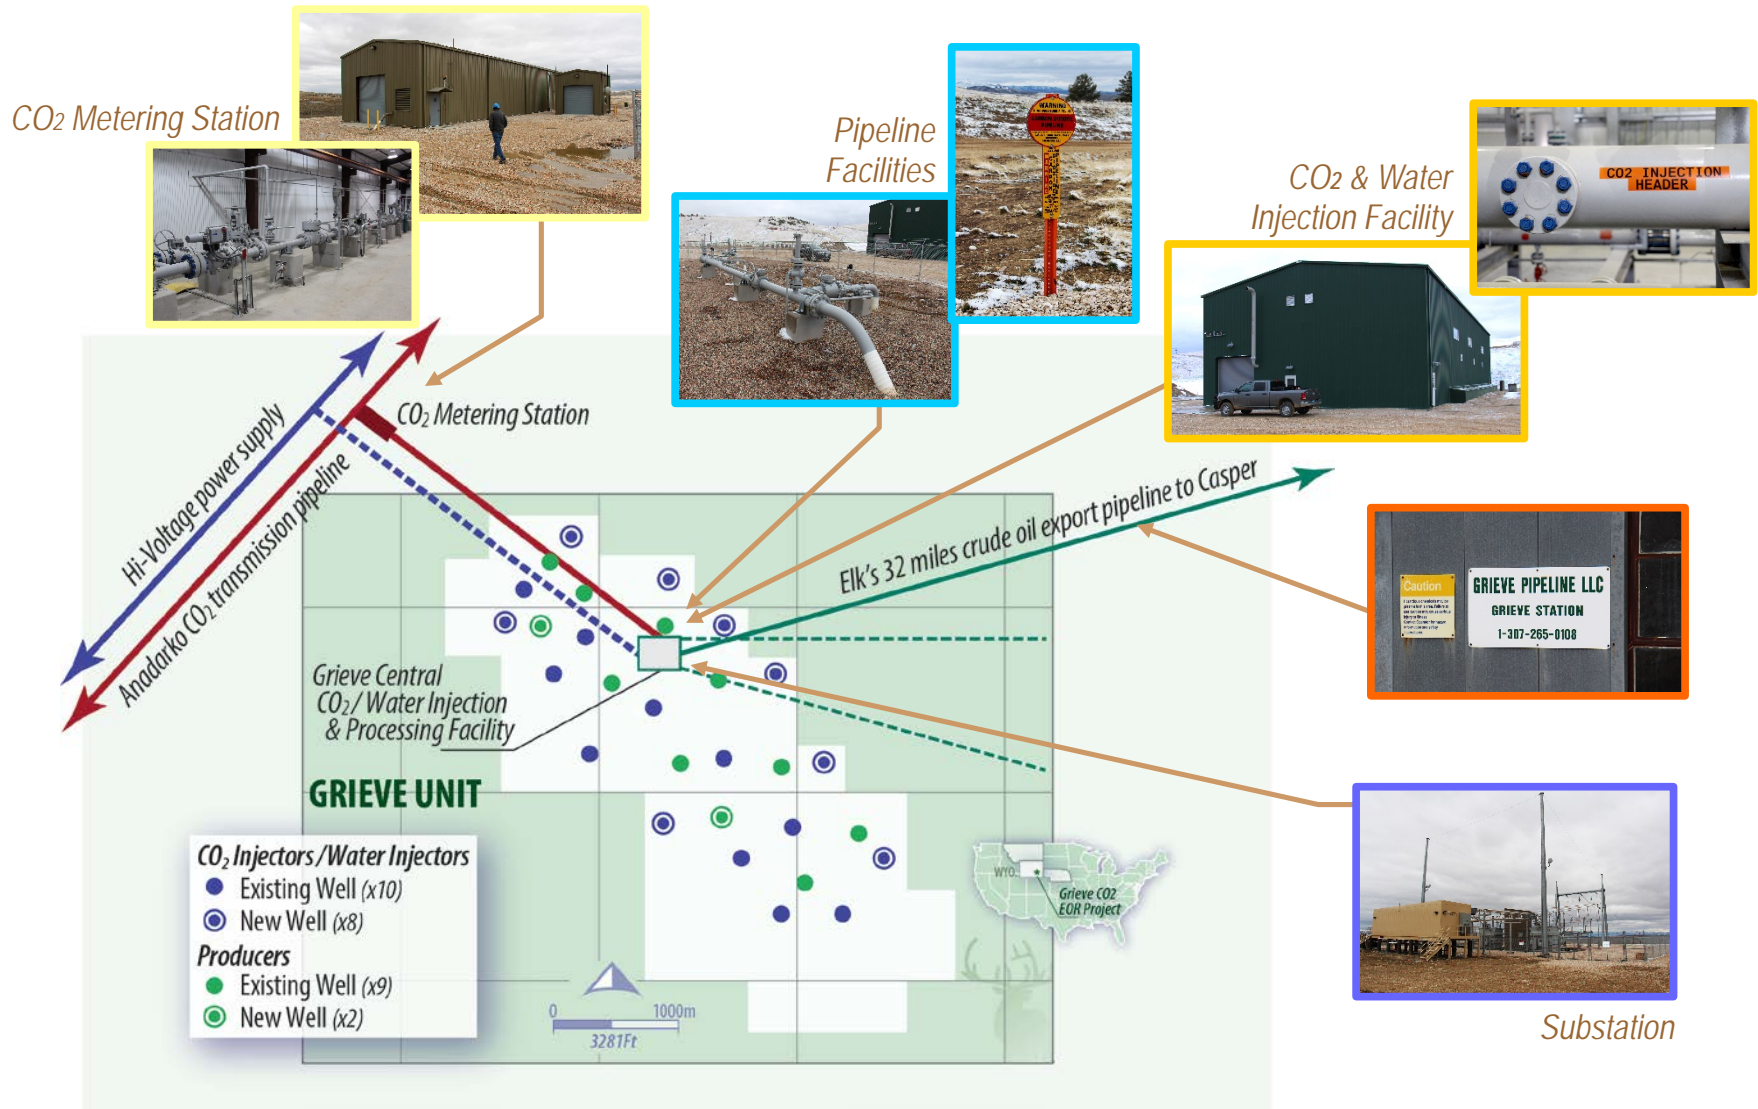 CO2 Metering Station
Pipeline
Facilities
WARNING
CO2 & Water
Injection Facility
CO2 INJECTION
HEADER
Hi-Voltage power supply
Anadarko CO2 transmission pipeline
CO2 Metering Station
Elk's 32 miles crude oil export pipeline to Casper
Caution
GRIEVE PIPELINE LLC
GRIEVE STATION
1-307-265-0108
Grieve Central
CO2/ Water Injection
& Processing Facility
GRIEVE UNIT
CO2 Injectors/Water Injectors
Existing Well (x10)
New Well (x8)
Producers
Existing Well (x9)
New Well (x2)
0 1000m
3281Ft
WYO.
Grieve CO2
EOR Project
Substation